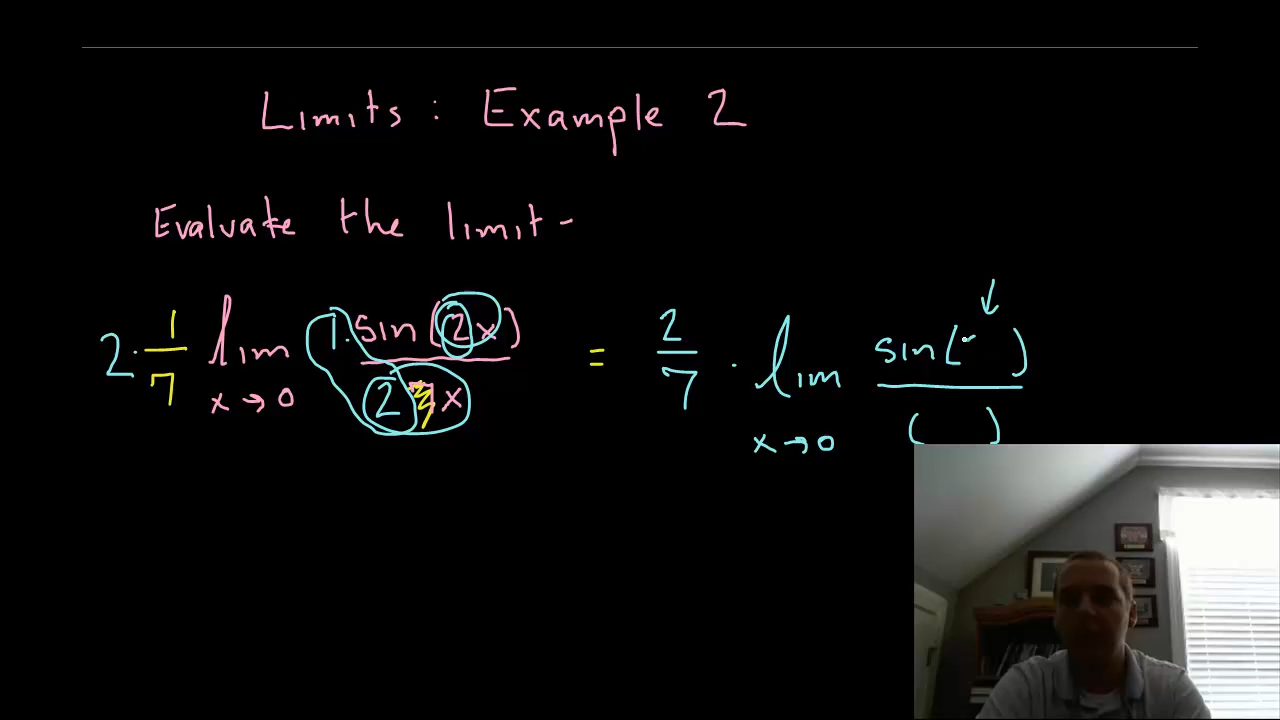 Limits: Example 2
Evaluate the limit -
2 · 1/7 lim x→0 1 · sin(2x) / 2 7x = 2/7 · lim x→0 sin( ) / ( )